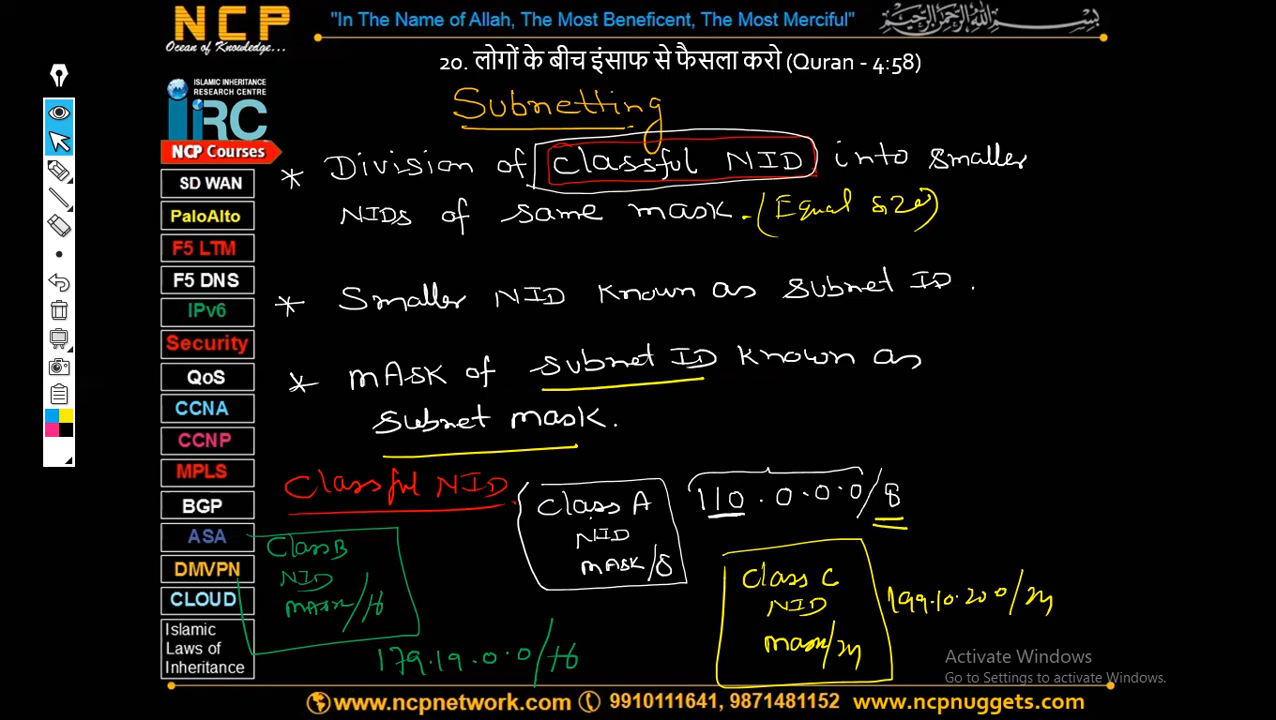 NCP
Ocean of Knowledge...
"In The Name of Allah, The Most Beneficent, The Most Merciful"
20. लोगों के बीच इंसाफ से फैसला करो (Quran - 4:58)
ISLAMIC INHERITANCE
RESEARCH CENTRE
iRC
NCP Courses
SD WAN
PaloAlto
F5 LTM
F5 DNS
IPv6
Security
QoS
CCNA
CCNP
MPLS
BGP
ASA
DMVPN
CLOUD
Islamic
Laws of
Inheritance
Subnetting
* Division of classful NID into smaller
NIDs of same mask. (Equal size)
* Smaller NID known as subnet ID.
* MASK of subnet ID known as
subnet mask.
Classful NID
Class A
NID
MASK/8
110.0.0.0/8
Class B
NID
mask/16
179.19.0.0/16
Class C
NID
mask/24
199.10.20.0/24
Activate Windows
Go to Settings to activate Windows.
www.ncpnetwork.com
9910111641, 9871481152
www.ncpnuggets.com